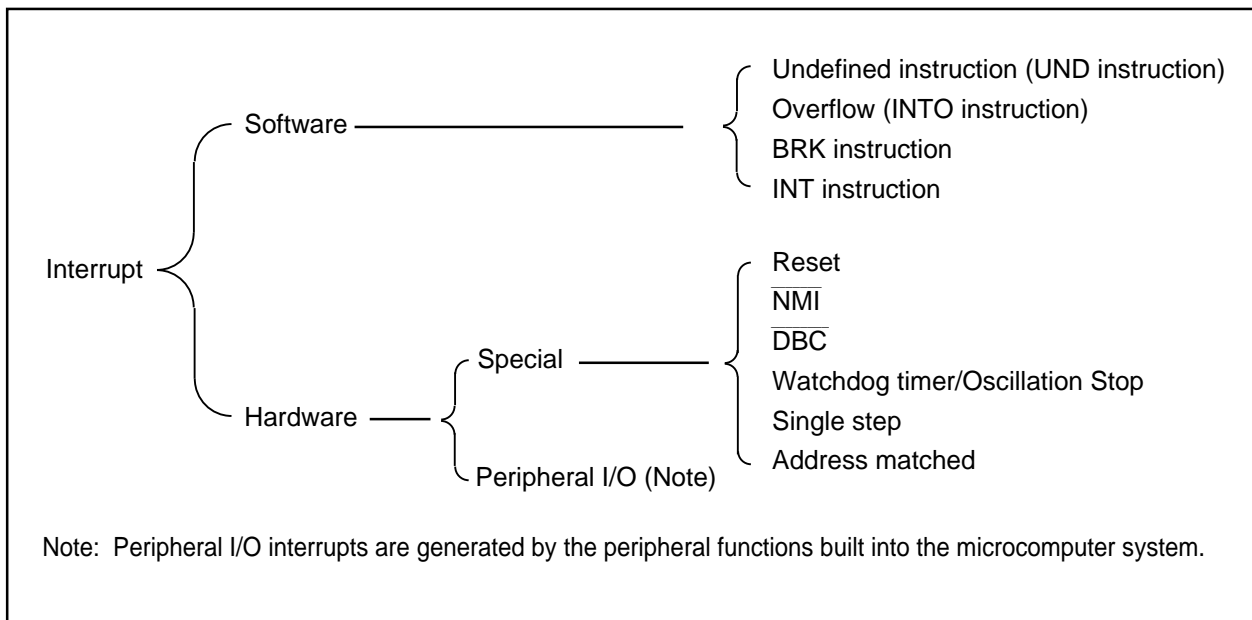 Undefined instruction (UND instruction)
Software
Overflow (INTO instruction)
BRK instruction
INT instruction
Interrupt
Reset
N̅M̅I̅
D̅B̅C̅
Special
Watchdog timer/Oscillation Stop
Hardware
Single step
Address matched
Peripheral I/O (Note)
Note: Peripheral I/O interrupts are generated by the peripheral functions built into the microcomputer system.